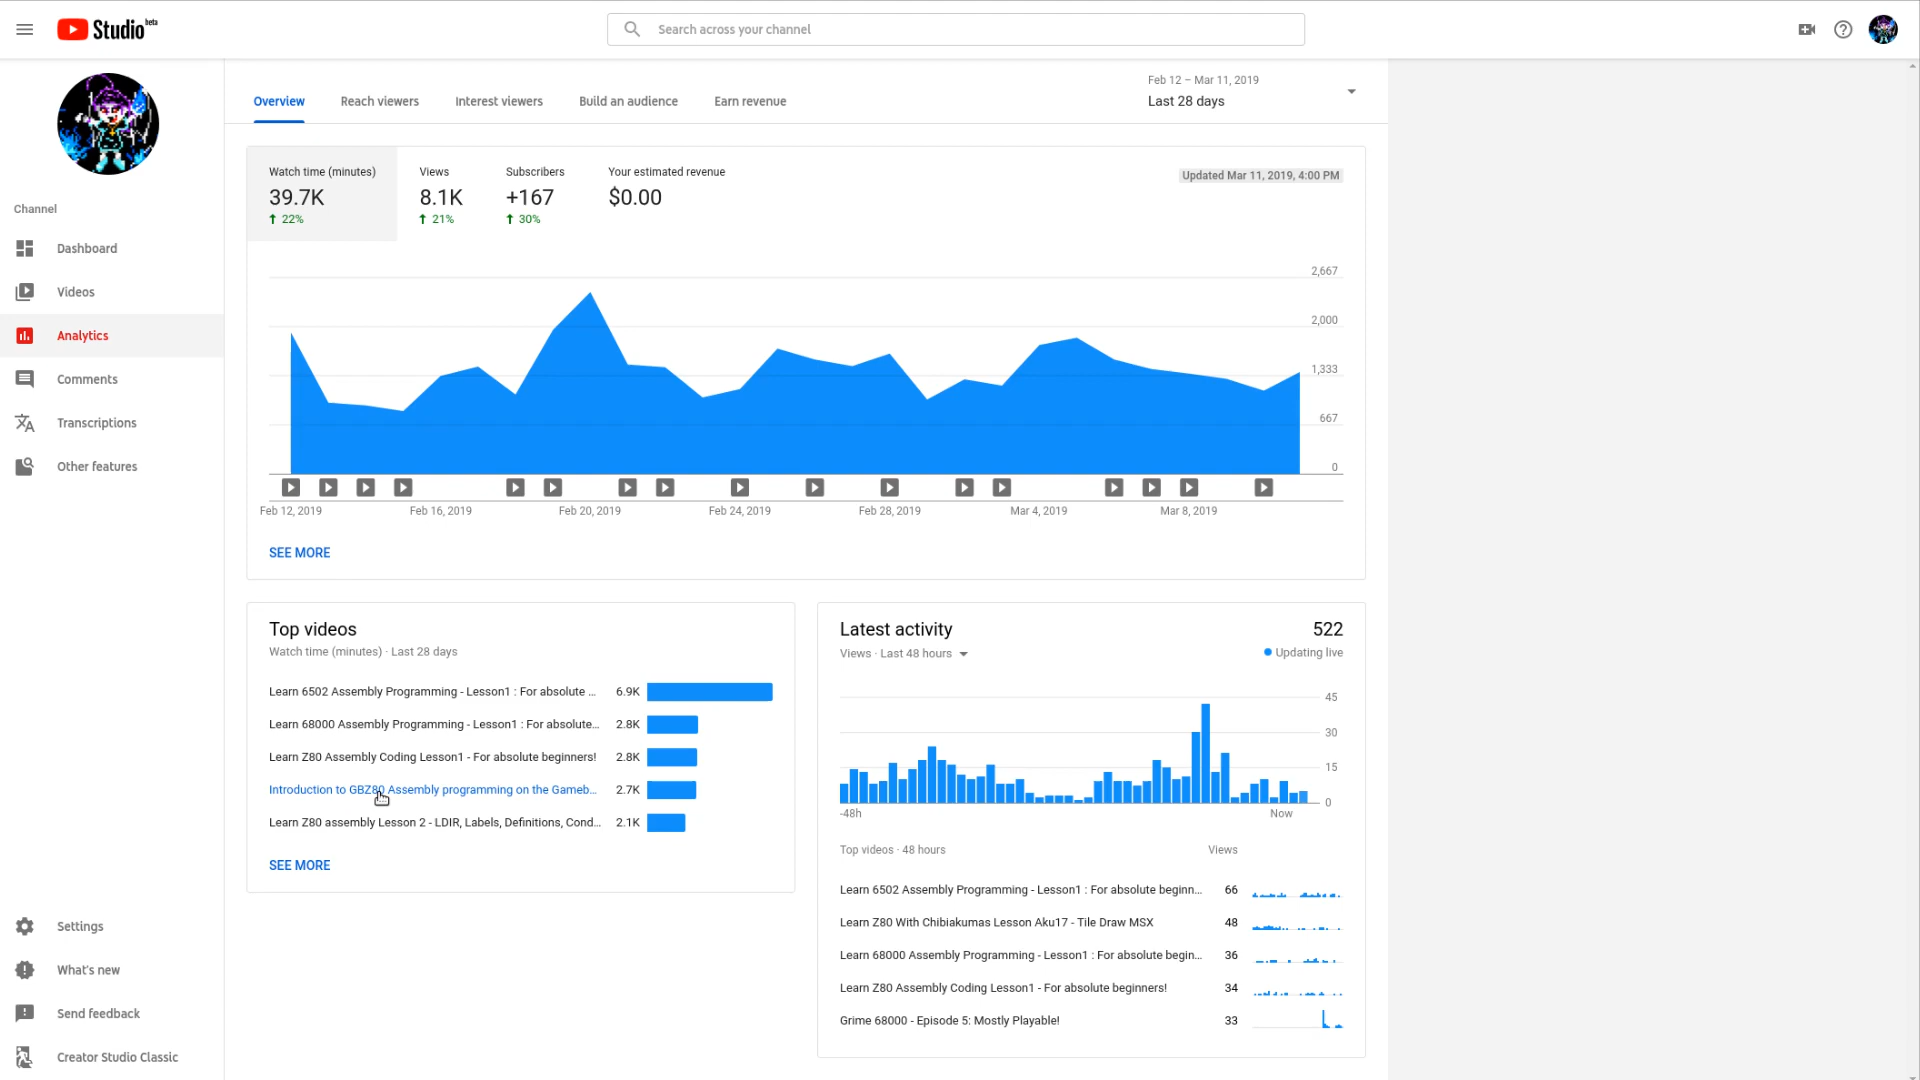 Studio beta
Search across your channel
Channel
Dashboard
Videos
Analytics
Comments
Transcriptions
Other features
Settings
What's new
Send feedback
Creator Studio Classic
Overview
Reach viewers
Interest viewers
Build an audience
Earn revenue
Feb 12 – Mar 11, 2019
Last 28 days
Watch time (minutes)
39.7K
22%
Views
8.1K
21%
Subscribers
+167
30%
Your estimated revenue
$0.00
Updated Mar 11, 2019, 4:00 PM
2,667
2,000
1,333
667
0
Feb 12, 2019
Feb 16, 2019
Feb 20, 2019
Feb 24, 2019
Feb 28, 2019
Mar 4, 2019
Mar 8, 2019
SEE MORE
Top videos
Watch time (minutes) · Last 28 days
Learn 6502 Assembly Programming - Lesson1 : For absolute ... 6.9K
Learn 68000 Assembly Programming - Lesson1 : For absolute... 2.8K
Learn Z80 Assembly Coding Lesson1 - For absolute beginners! 2.8K
Introduction to GBZ80 Assembly programming on the Gameb... 2.7K
Learn Z80 assembly Lesson 2 - LDIR, Labels, Definitions, Cond... 2.1K
SEE MORE
Latest activity
522
Views · Last 48 hours
Updating live
45
30
15
0
-48h
Now
Top videos · 48 hours
Views
Learn 6502 Assembly Programming - Lesson1 : For absolute beginn... 66
Learn Z80 With Chibiakumas Lesson Aku17 - Tile Draw MSX 48
Learn 68000 Assembly Programming - Lesson1 : For absolute begin... 36
Learn Z80 Assembly Coding Lesson1 - For absolute beginners! 34
Grime 68000 - Episode 5: Mostly Playable! 33